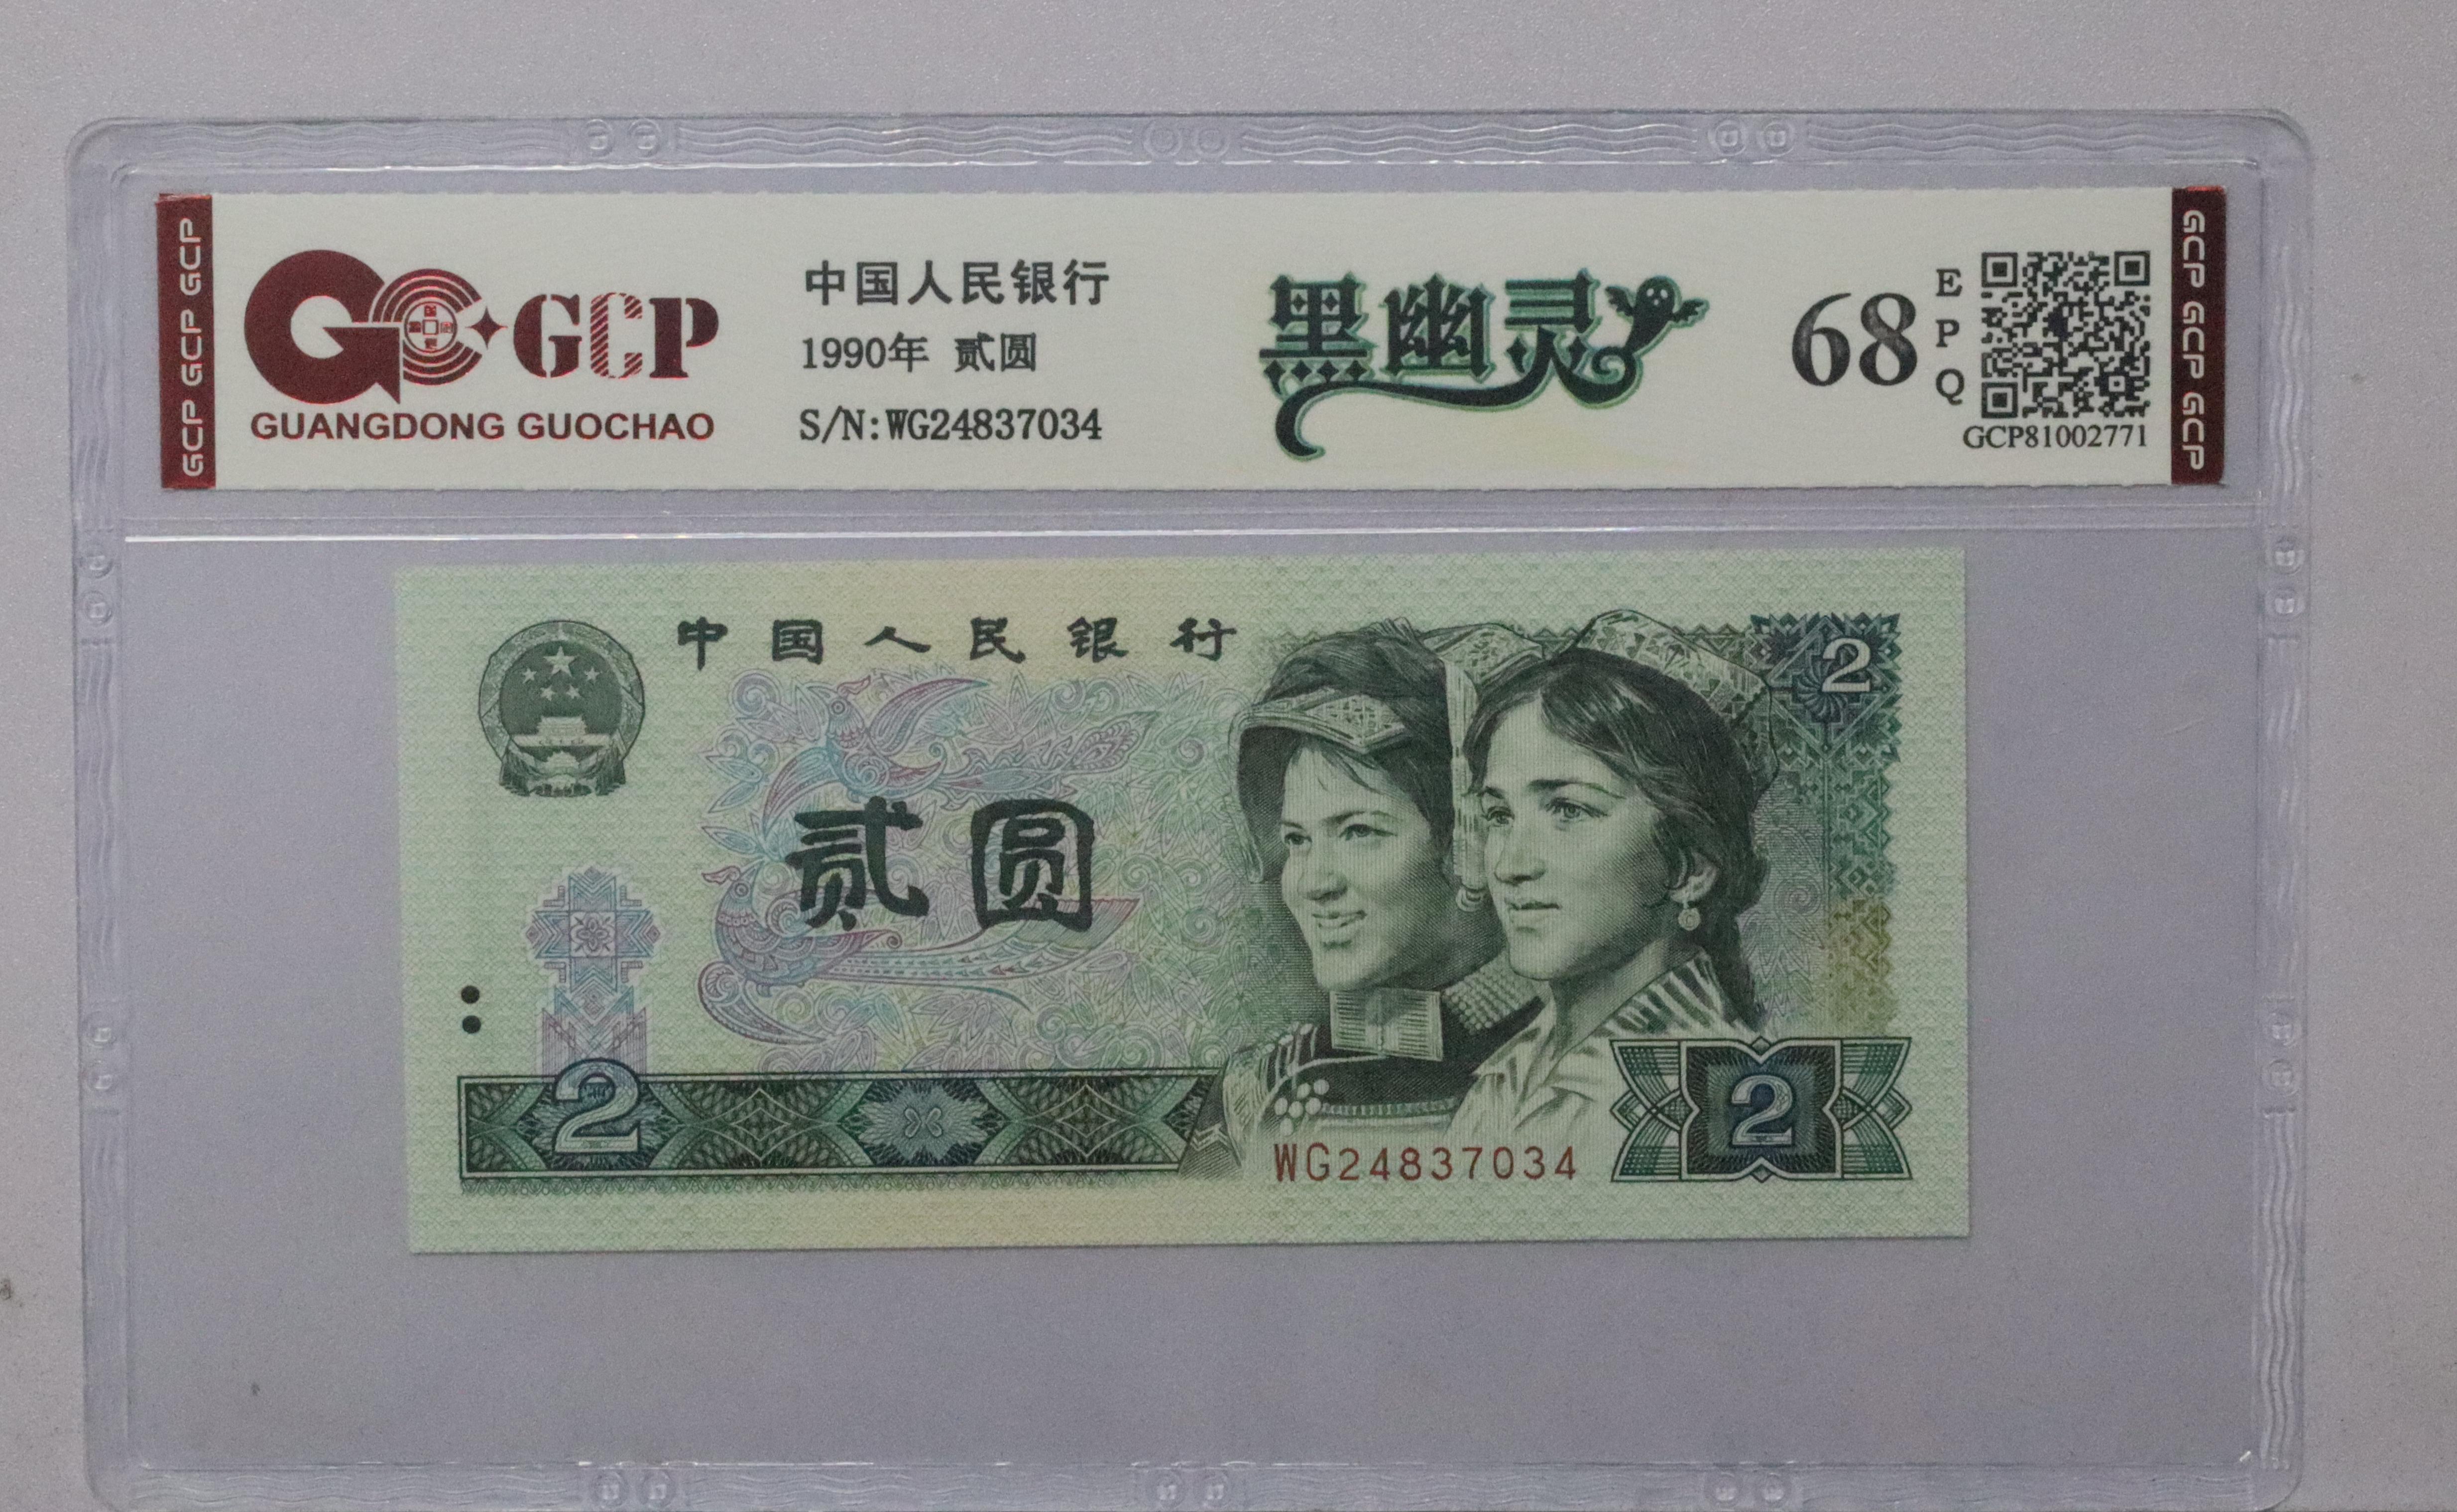 GCP GCP GCP
GCP
GUANGDONG GUOCHAO
中国人民银行
1990年 贰圆
S/N:WG24837034
黑幽灵
68
EPQ
GCP81002771
GCP GCP GCP
中国人民银行
2
贰圆
2
WG24837034
2